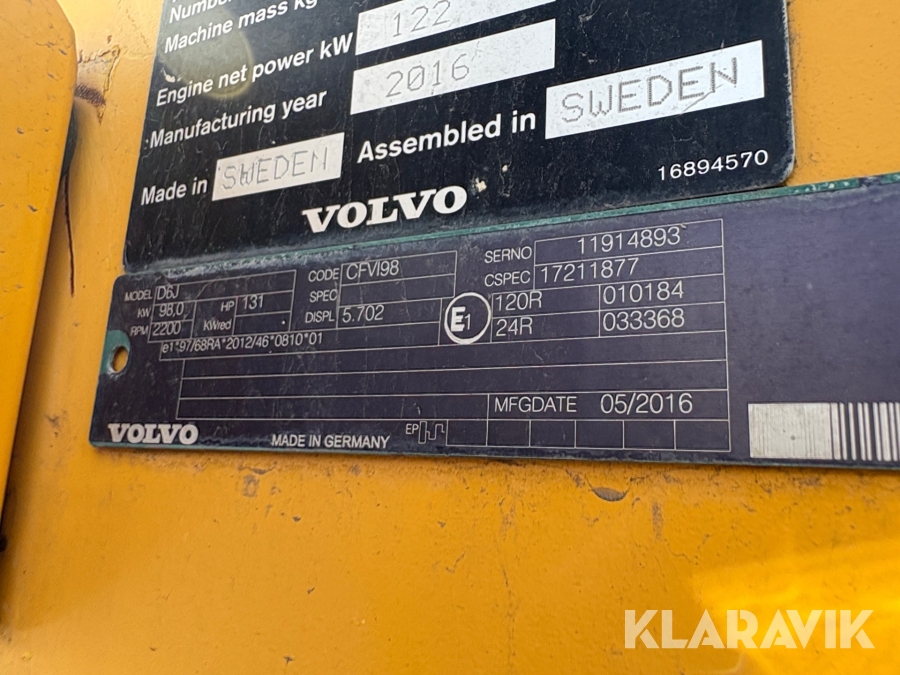 Number
Machine mass kg
Engine net power kW 122
Manufacturing year 2016
Made in SWEDEN Assembled in SWEDEN
16894570
VOLVO
MODEL D6J CODE CFVI98 SERNO 11914893
KW 98,0 HP 131 SPEC CSPEC 17211877
RPM 2200 KWred DISPL 5.702 E1 120R 010184
24R 033368
e1*97/68RA*2012/46*0810*01
MFGDATE 05/2016
VOLVO MADE IN GERMANY EP
KLARAVIK